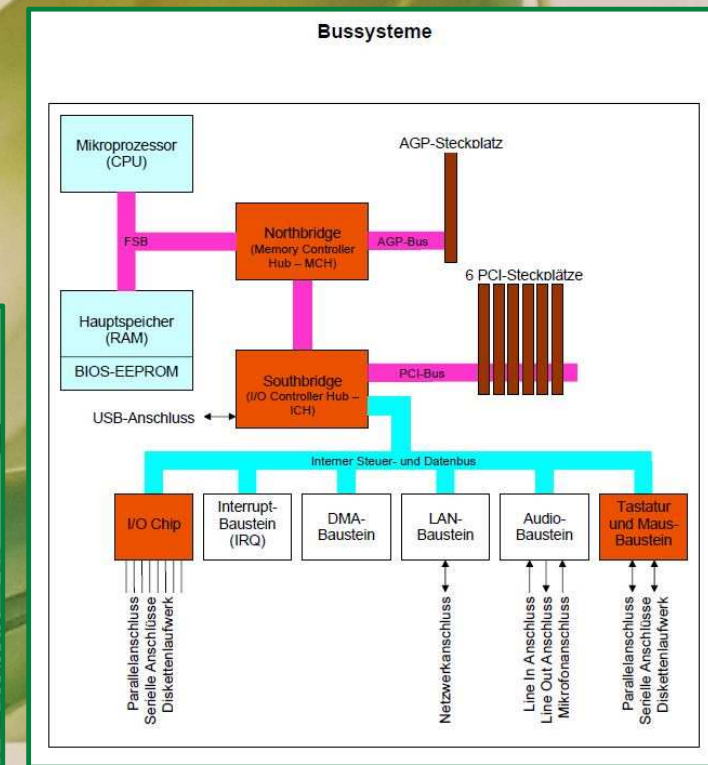 Bussysteme
Mikroprozessor
(CPU)
AGP-Steckplatz
FSB
Northbridge
(Memory Controller
Hub – MCH)
AGP-Bus
6 PCI-Steckplätze
Hauptspeicher
(RAM)
BIOS-EEPROM
Southbridge
(I/O Controller Hub –
ICH)
PCI-Bus
USB-Anschluss
Interner Steuer- und Datenbus
I/O Chip
Interrupt-
Baustein
(IRQ)
DMA-
Baustein
LAN-
Baustein
Audio-
Baustein
Tastatur
und Maus-
Baustein
Parallelanschluss
Serielle Anschlüsse
Diskettenlaufwerk
Netzwerkanschluss
Line In Anschluss
Line Out Anschluss
Mikrofonanschluss
Parallelanschluss
Serielle Anschlüsse
Diskettenlaufwerk